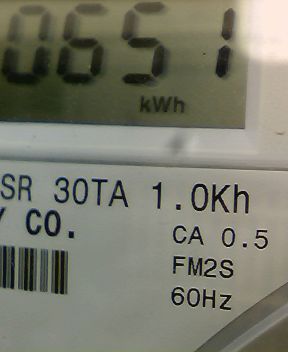 0651
kWh
SR 30TA 1.0Kh
Y CO.
CA 0.5
FM2S
60Hz